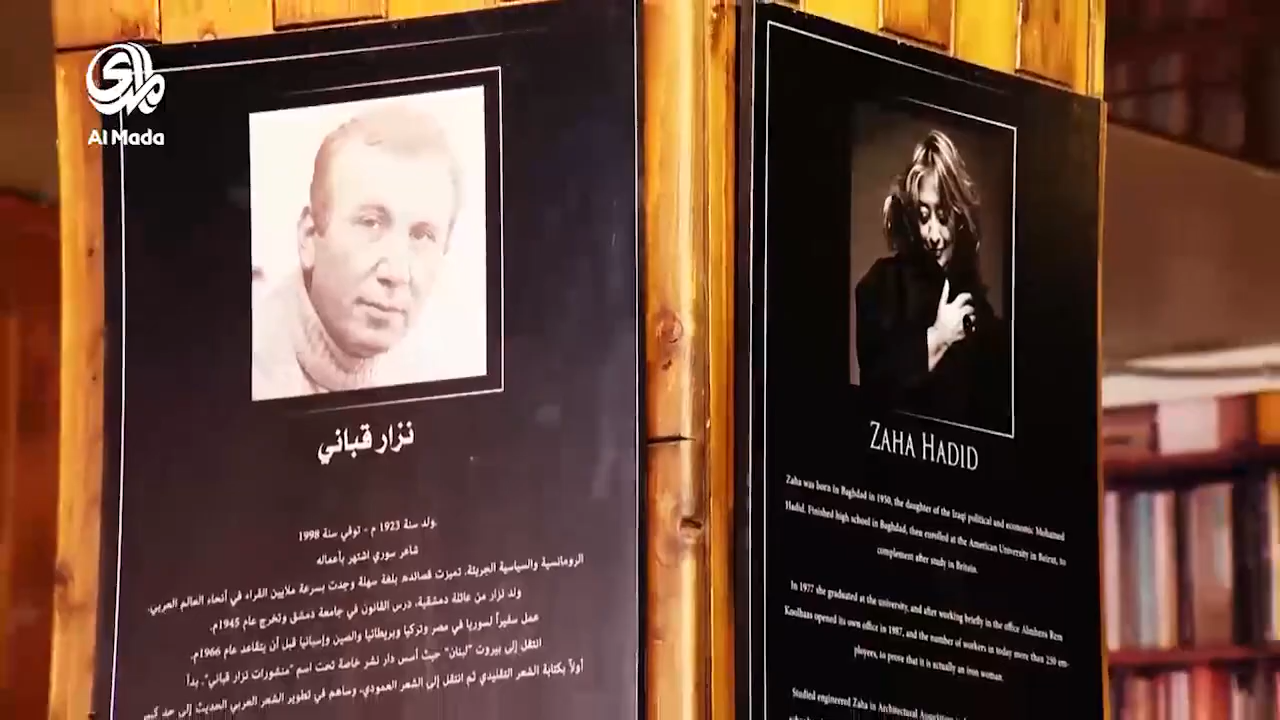 مدى
Al Mada
نزار قباني
ولد سنة 1923 م - توفي سنة 1998.
شاعر سوري اشتهر بأعماله
الرومانسية والسياسية الجريئة. تميزت قصائده بلغة سهلة وجدت بسرعة ملايين القراء في أنحاء العالم العربي.
ولد نزار من عائلة دمشقية، درس القانون في جامعة دمشق وتخرج عام 1945م.
عمل سفيراً لسوريا في مصر وتركيا وبريطانيا والصين وإسبانيا قبل أن يتقاعد عام 1966م.
انتقل إلى بيروت "لبنان" حيث أسس دار نشر خاصة تحت اسم "منشورات نزار قباني". بدأ
أولاً بكتابة الشعر التقليدي ثم انتقل إلى الشعر العمودي، وساهم في تطوير الشعر العربي الحديث إلى حد كبير
ZAHA HADID
Zaha was born in Baghdad in 1950, the daughter of the Iraqi political and economic Mohamed
Hadid. Finished high school in Baghdad, then enrolled at the American University in Beirut, to
complement after study in Britein.
In 1977 she graduated at the university, and after working briefly in the office Almhens Rem
Koolhaas opened its own office in 1987, and the number of workers in today more than 250 em-
ployees, to prove that it is actually an iron woman.
Studied engineered Zaha in Architectural